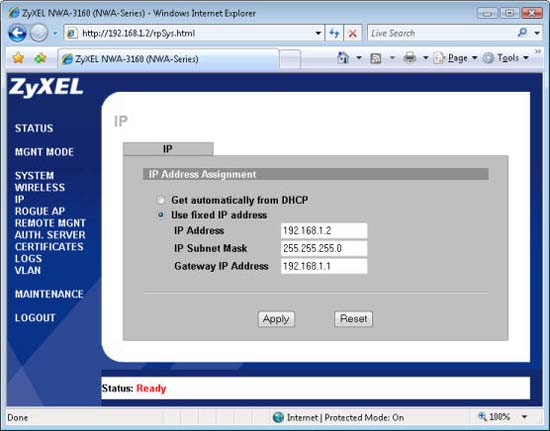 ZyXEL NWA-3160 (NWA-Series) - Windows Internet Explorer
http://192.168.1.2/rpSys.html
Live Search
ZyXEL NWA-3160 (NWA-Series)
Page
Tools
ZyXEL
STATUS
MGNT MODE
SYSTEM
WIRELESS
IP
ROGUE AP
REMOTE MGNT
AUTH. SERVER
CERTIFICATES
LOGS
VLAN
MAINTENANCE
LOGOUT
IP
IP
IP Address Assignment
Get automatically from DHCP
Use fixed IP address
IP Address 192.168.1.2
IP Subnet Mask 255.255.255.0
Gateway IP Address 192.168.1.1
Apply Reset
Status: Ready
Done Internet | Protected Mode: On 100%